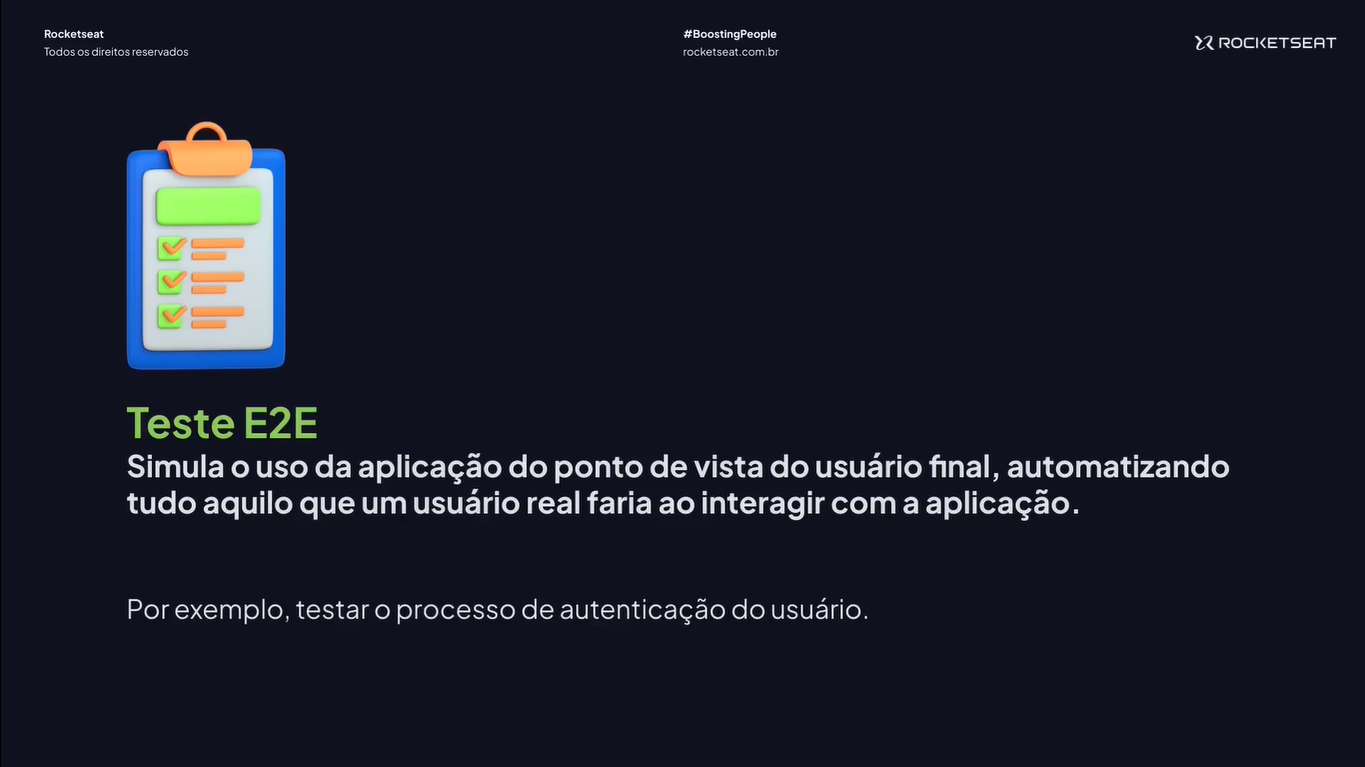 Rocketseat
Todos os direitos reservados
#BoostingPeople
rocketseat.com.br
ROCKETSEAT
Teste E2E
Simula o uso da aplicação do ponto de vista do usuário final, automatizando
tudo aquilo que um usuário real faria ao interagir com a aplicação.
Por exemplo, testar o processo de autenticação do usuário.